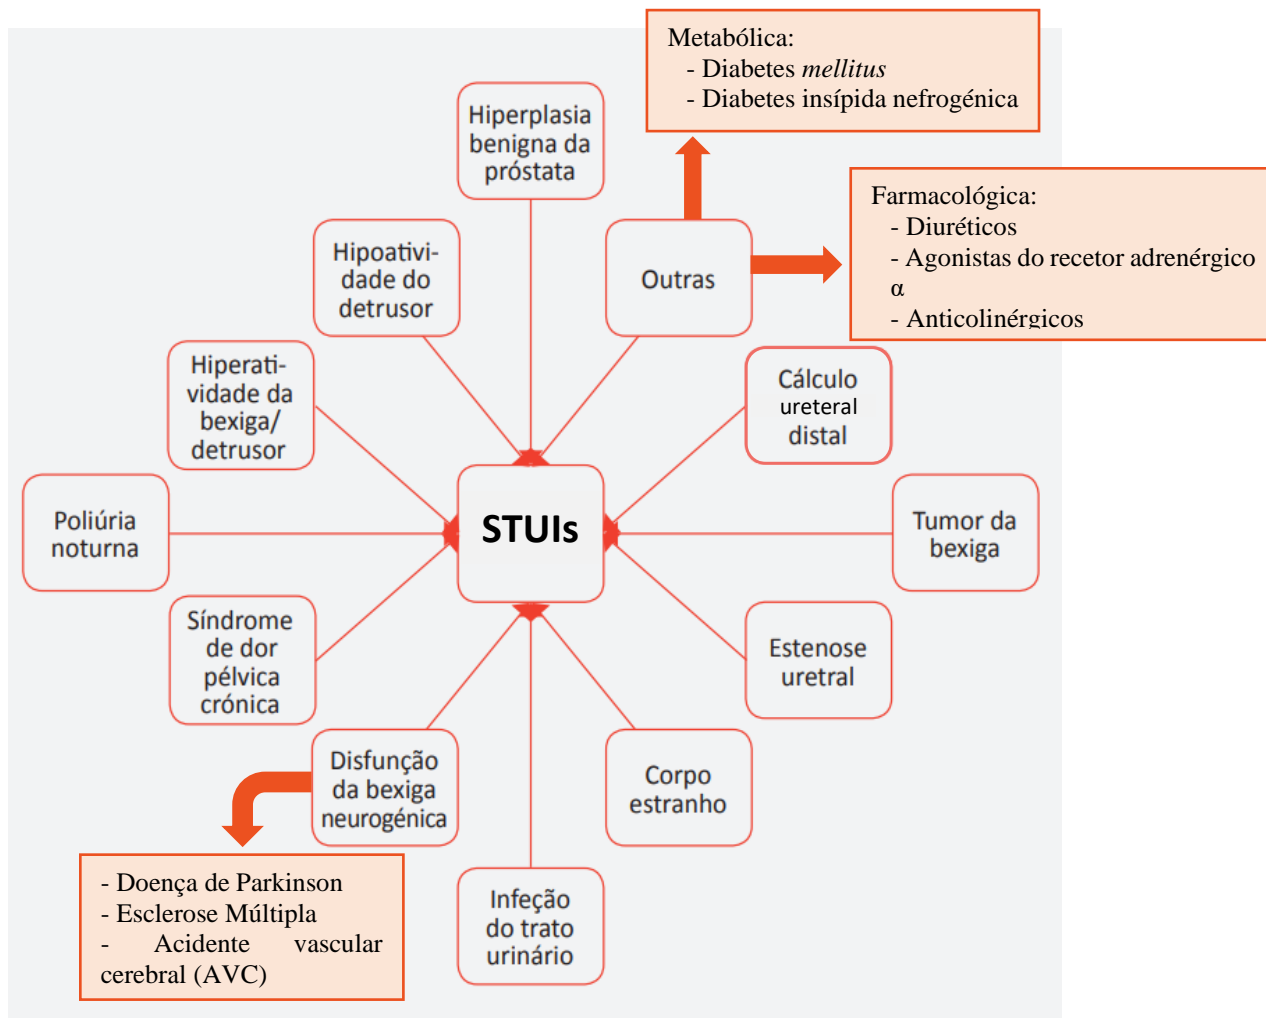 Metabólica:
- Diabetes mellitus
- Diabetes insípida nefrogénica
Hiperplasia
benigna da
próstata
Farmacológica:
- Diuréticos
- Agonistas do recetor adrenérgico
α
- Anticolinérgicos
Hipoativi-
dade do
detrusor
Outras
Hiperati-
vidade da
bexiga/
detrusor
Cálculo
ureteral
distal
Poliúria
noturna
STUIs
Tumor da
bexiga
Síndrome
de dor
pélvica
crónica
Estenose
uretral
Disfunção
da bexiga
neurogénica
Corpo
estranho
- Doença de Parkinson
- Esclerose Múltipla
- Acidente vascular
cerebral (AVC)
Infeção
do trato
urinário